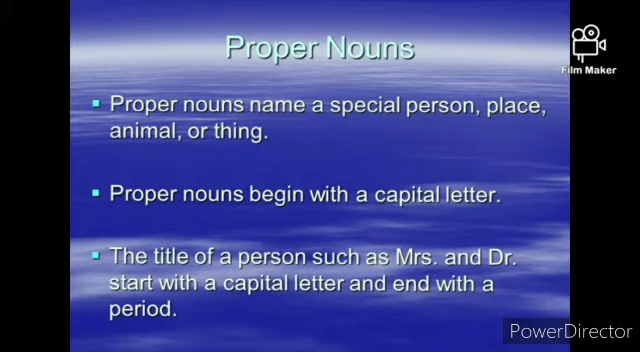 Proper Nouns
Film Maker
Proper nouns name a special person, place,
animal, or thing.
Proper nouns begin with a capital letter.
The title of a person such as Mrs. and Dr.
start with a capital letter and end with a
period.
PowerDirector